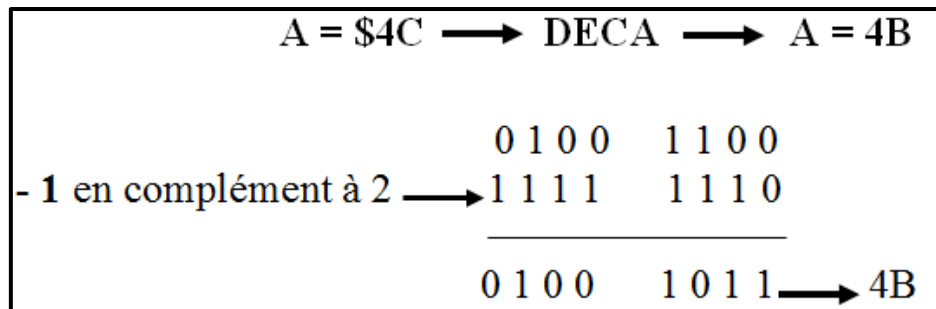 A = $4C → DECA → A = 4B
0 1 0 0 1 1 0 0
- 1 en complément à 2 → 1 1 1 1 1 1 1 0
0 1 0 0 1 0 1 1 → 4B